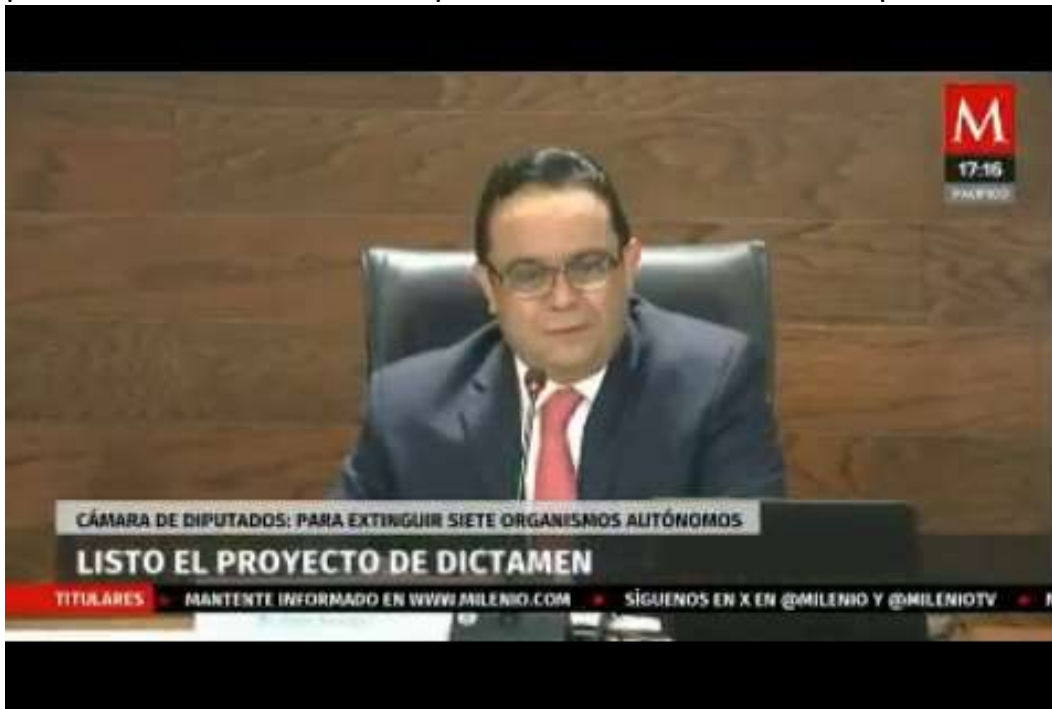 M
17:16
PACÍFICO
CÁMARA DE DIPUTADOS: PARA EXTINGUIR SIETE ORGANISMOS AUTÓNOMOS
LISTO EL PROYECTO DE DICTAMEN
TITULARES MANTENTE INFORMADO EN WWW.MILENIO.COM SÍGUENOS EN X EN @MILENIO Y @MILENIOTV